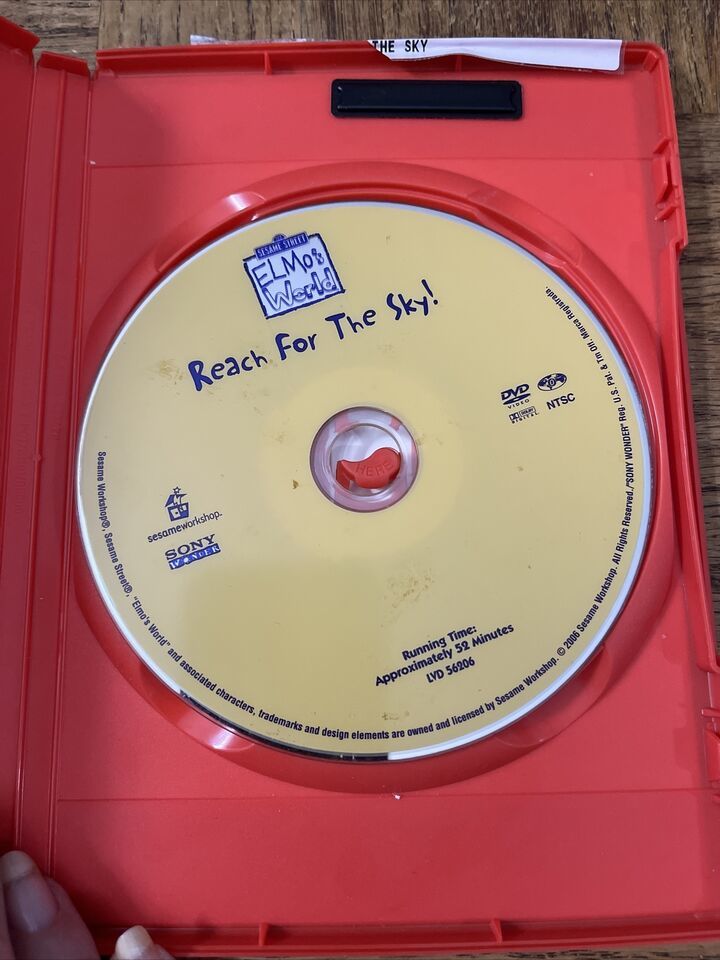 THE SKY
SESAME STREET
ELMo's
World
Reach For The Sky!
DVD
VIDEO
DOLBY
DIGITAL
NTSC
HERE
sesameworkshop.
SONY
WONDER
Running Time:
Approximately 52 Minutes
LVD 56206
Sesame Workshop®, Sesame Street®, "Elmo's World" and associated characters, trademarks and design elements are owned and licensed by Sesame Workshop. © 2006 Sesame Workshop. All Rights Reserved./"SONY WONDER" Reg. U.S. Pat. & Tm Off. Marca Registrada.